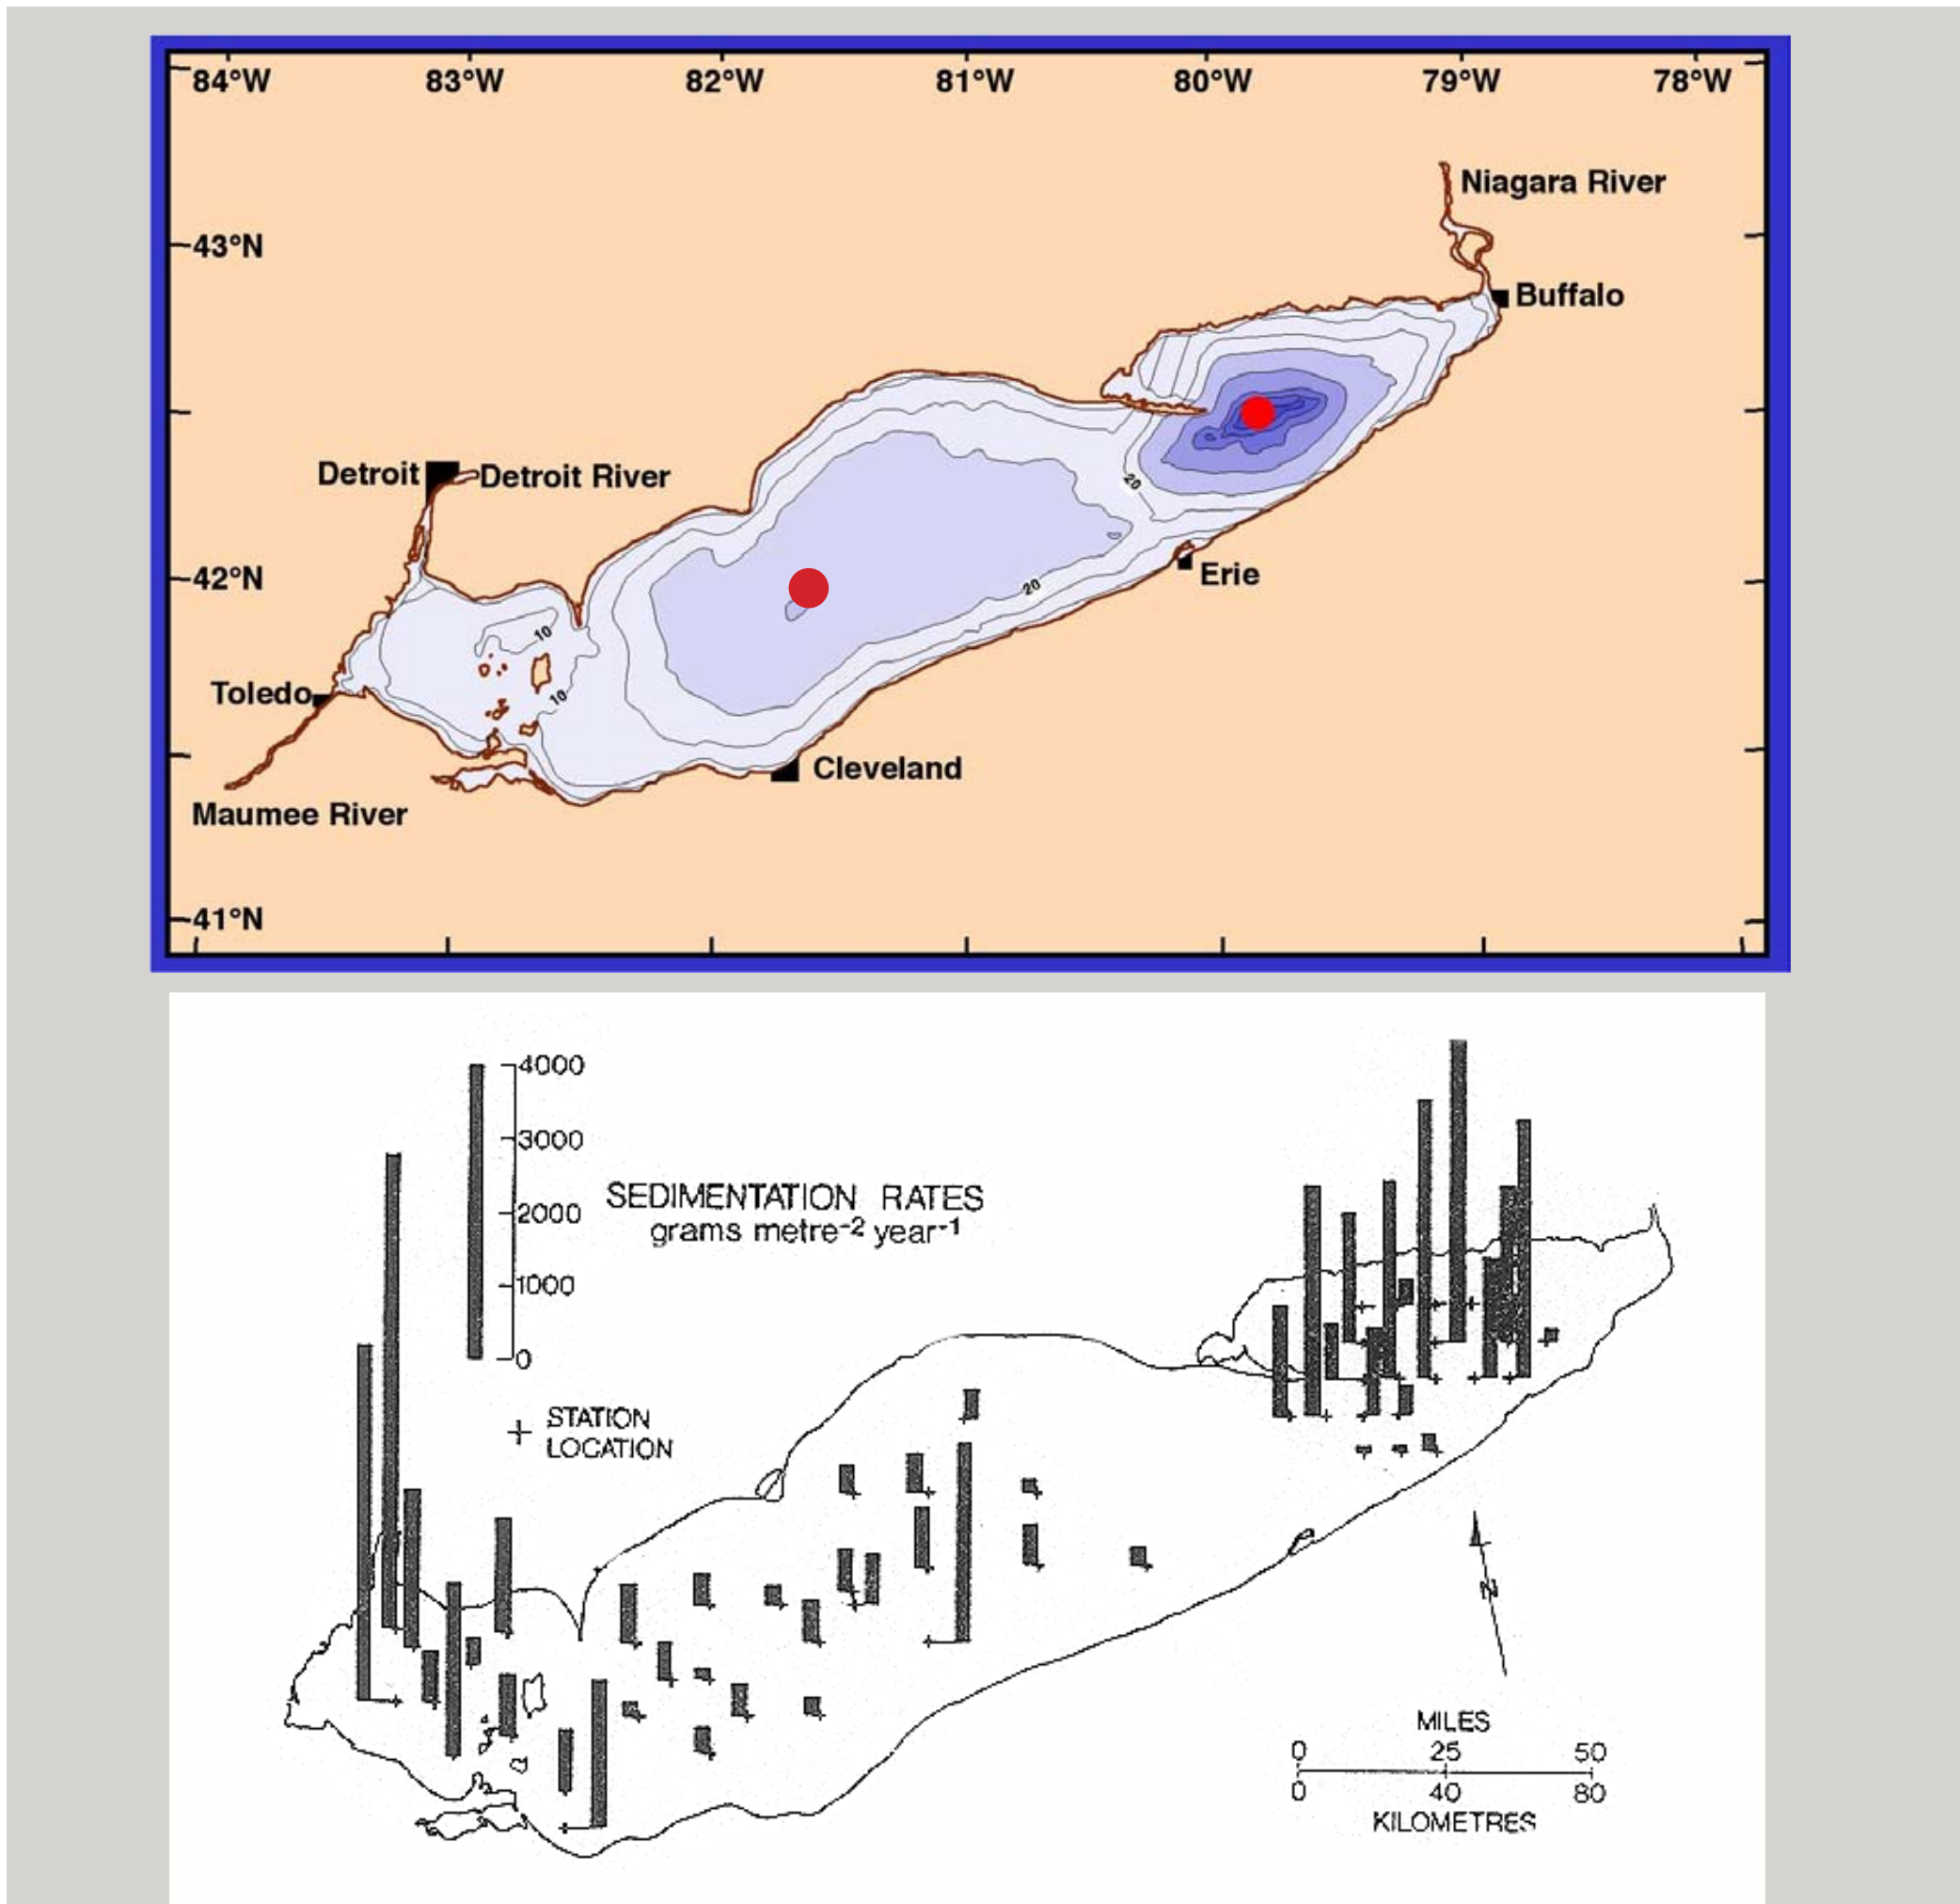 84°W 83°W 82°W 81°W 80°W 79°W 78°W
Niagara River
43°N
Buffalo
Detroit Detroit River
20
42°N
Erie
20
10
Toledo
10
Cleveland
Maumee River
41°N
4000
3000
SEDIMENTATION RATES
2000
grams metre⁻² year⁻¹
1000
0
STATION
LOCATION
N
MILES
0 25 50
0 40 80
KILOMETRES